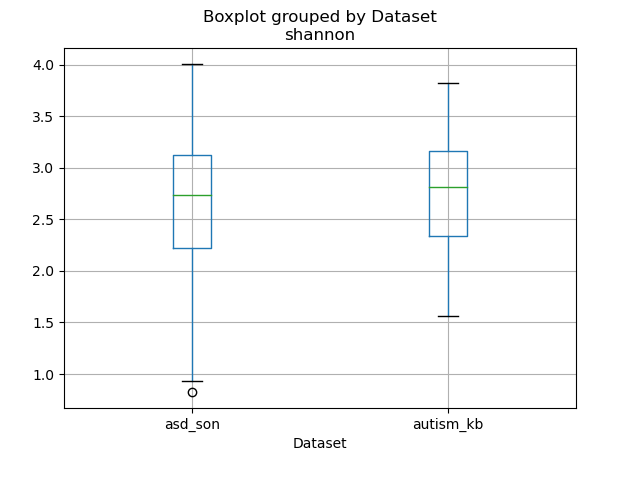 Boxplot grouped by Dataset
shannon
4.0
3.5
3.0
2.5
2.0
1.5
1.0
asd_son autism_kb
Dataset